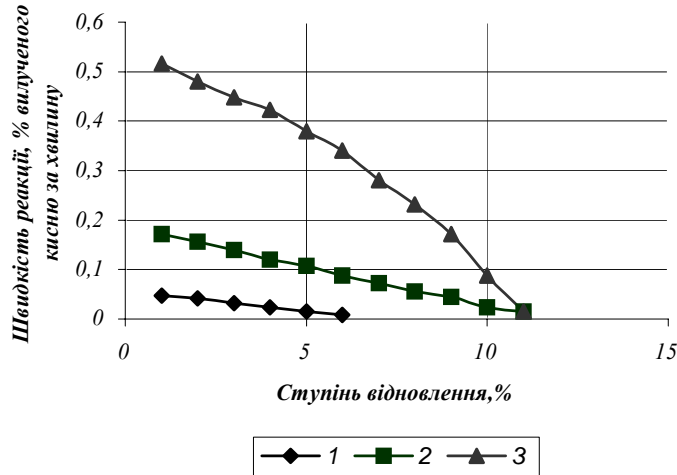 Швидкість реакції, % вилученого
кисню за хвилину
0,6
0,5
0,4
0,3
0,2
0,1
0
0 5 10 15
Ступінь відновлення,%
1 2 3